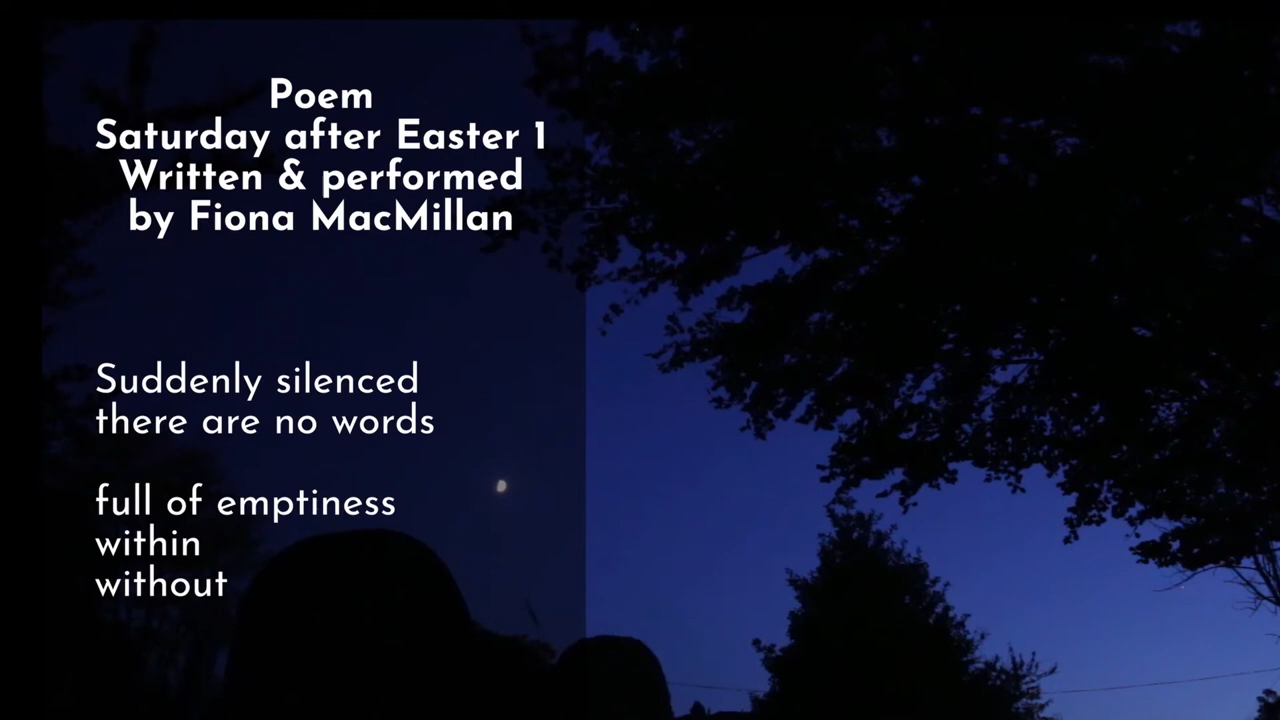 Poem
Saturday after Easter 1
Written & performed
by Fiona MacMillan
Suddenly silenced
there are no words
full of emptiness
within
without